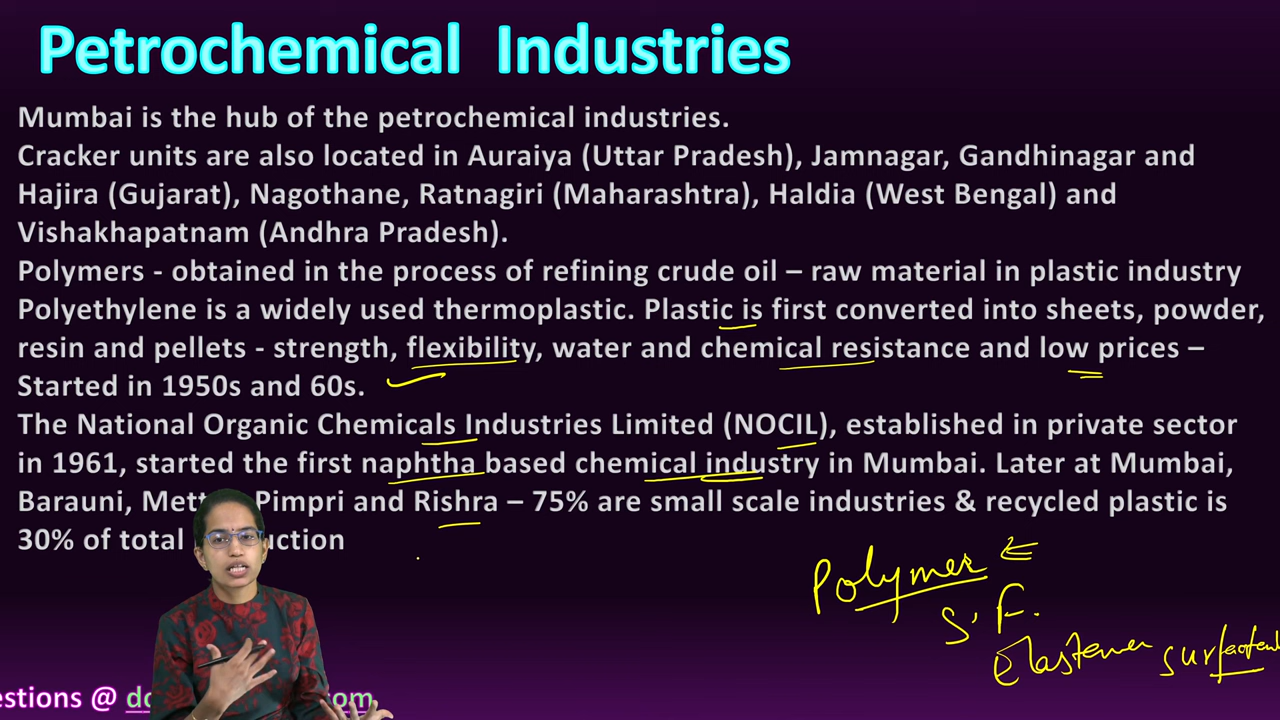 Petrochemical Industries
Mumbai is the hub of the petrochemical industries.
Cracker units are also located in Auraiya (Uttar Pradesh), Jamnagar, Gandhinagar and
Hajira (Gujarat), Nagothane, Ratnagiri (Maharashtra), Haldia (West Bengal) and
Vishakhapatnam (Andhra Pradesh).
Polymers - obtained in the process of refining crude oil – raw material in plastic industry
Polyethylene is a widely used thermoplastic. Plastic is first converted into sheets, powder,
resin and pellets - strength, flexibility, water and chemical resistance and low prices –
Started in 1950s and 60s.
The National Organic Chemicals Industries Limited (NOCIL), established in private sector
in 1961, started the first naphtha based chemical industry in Mumbai. Later at Mumbai,
Barauni, Pimpri and Rishra – 75% are small scale industries & recycled plastic is
30% of total
Polymer
S. F.
Elastomer surfactant
@